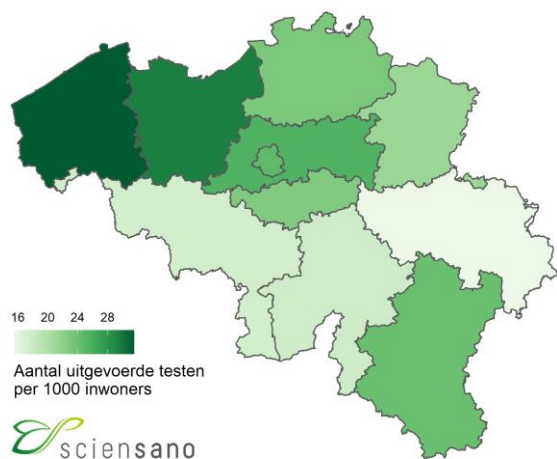 16 20 24 28
Aantal uitgevoerde testen
per 1000 inwoners
sciensano